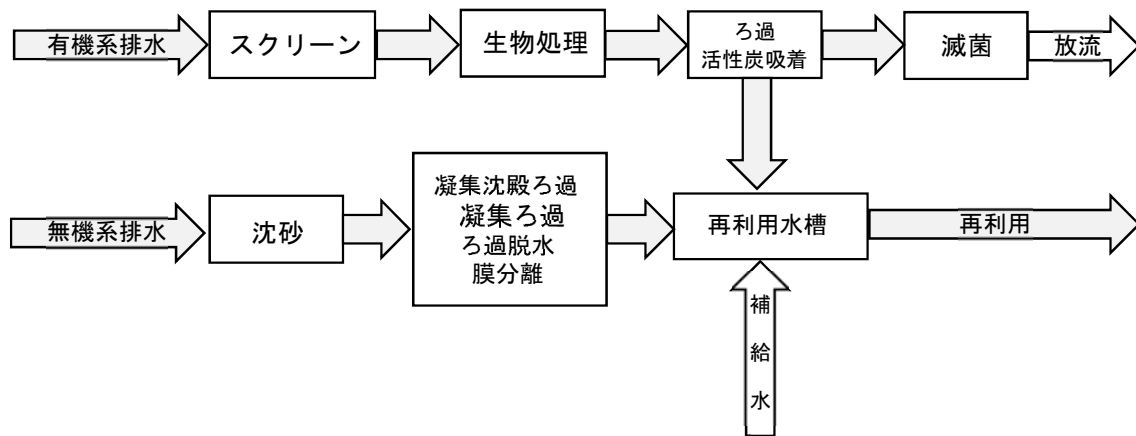 有機系排水
スクリーン
生物処理
ろ過
活性炭吸着
滅菌
放流
無機系排水
沈砂
凝集沈殿ろ過
凝集ろ過
ろ過脱水
膜分離
再利用水槽
再利用
補給水